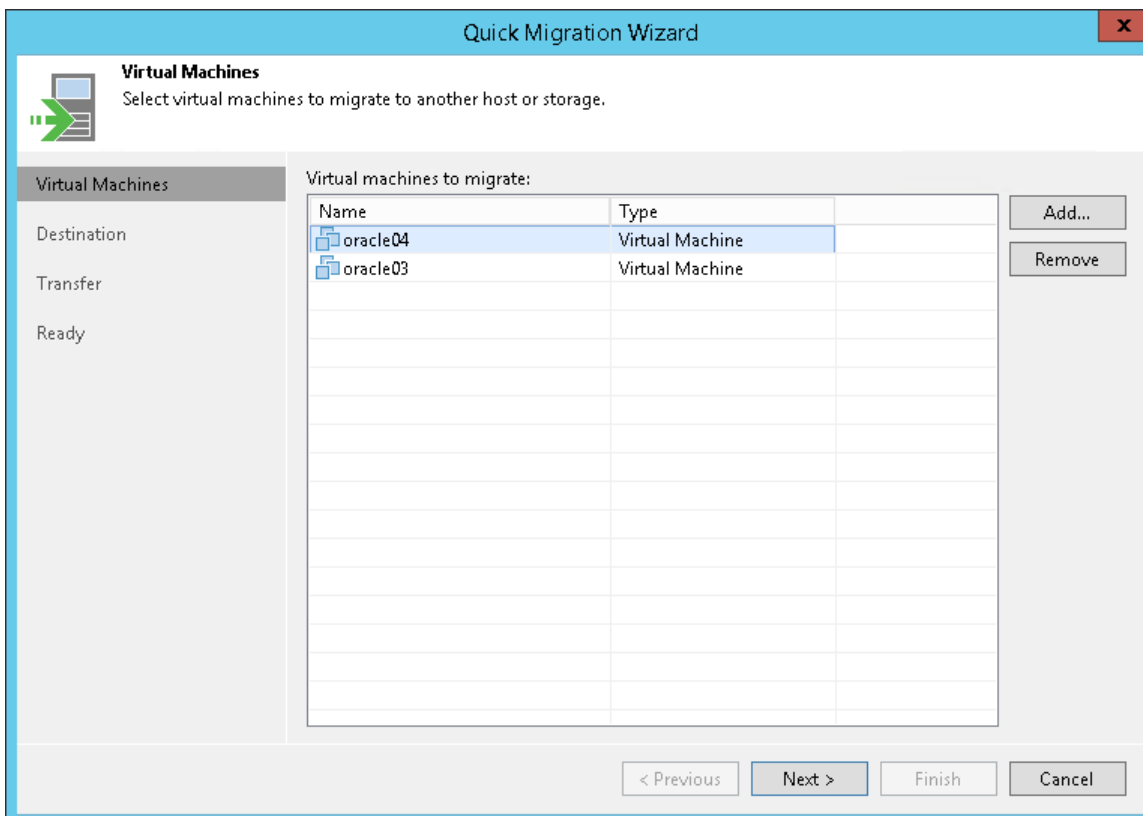 Quick Migration Wizard
x
Virtual Machines
Select virtual machines to migrate to another host or storage.
Virtual Machines
Destination
Transfer
Ready
Virtual machines to migrate:
Name Type
oracle04 Virtual Machine
oracle03 Virtual Machine
Add...
Remove
< Previous Next > Finish Cancel